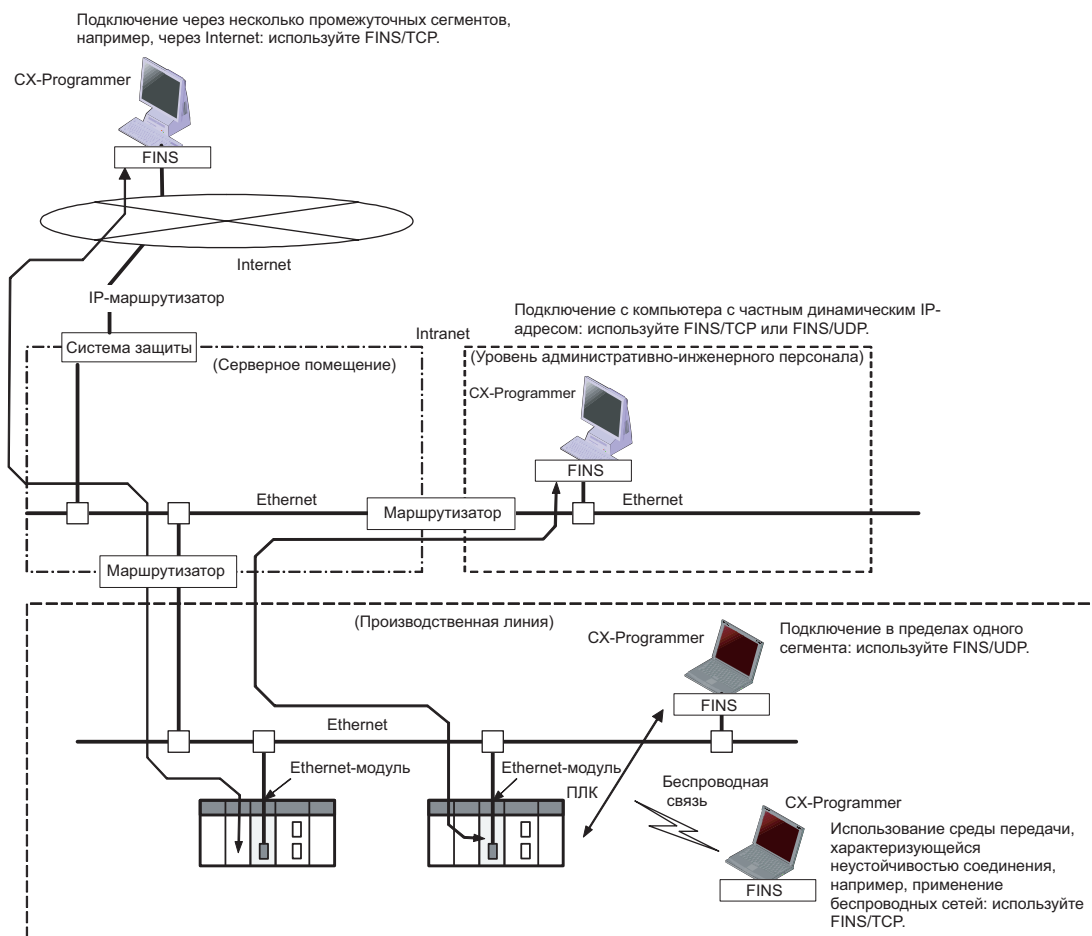 Подключение через несколько промежуточных сегментов,
например, через Internet: используйте FINS/TCP.
CX-Programmer
FINS
Internet
IP-маршрутизатор
Подключение с компьютера с частным динамическим IP-
адресом: используйте FINS/TCP или FINS/UDP.
Intranet
Система защиты
(Серверное помещение)
(Уровень административно-инженерного персонала)
CX-Programmer
FINS
Ethernet
Маршрутизатор
Ethernet
Маршрутизатор
(Производственная линия)
CX-Programmer
Подключение в пределах одного
сегмента: используйте FINS/UDP.
FINS
Ethernet
Ethernet-модуль
Ethernet-модуль
ПЛК
Беспроводная
связь
CX-Programmer
Использование среды передачи,
характеризующейся
неустойчивостью соединения,
например, применение
беспроводных сетей: используйте
FINS/TCP.
FINS